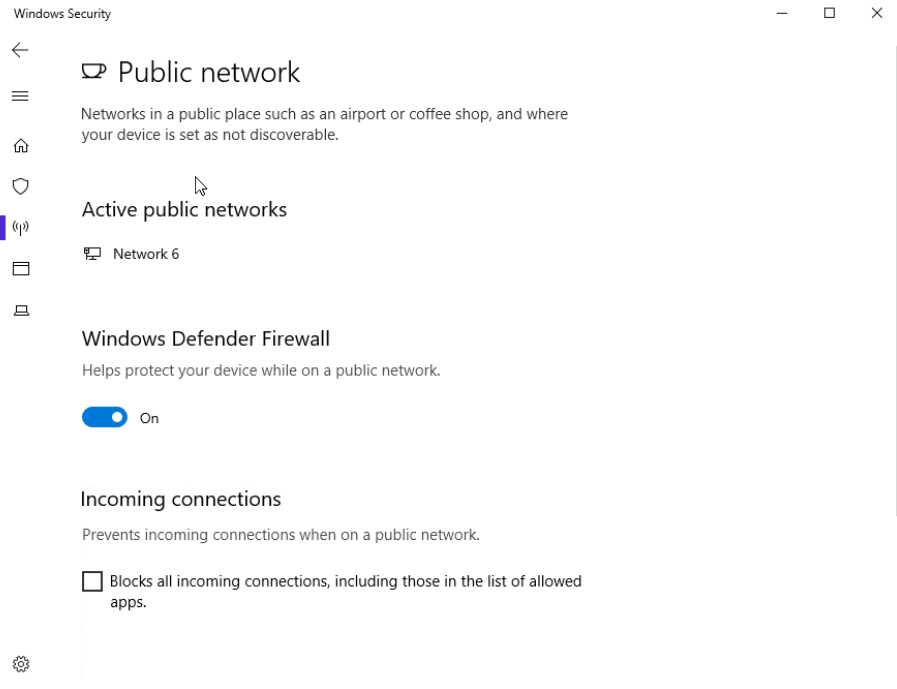 Windows Security
Public network
Networks in a public place such as an airport or coffee shop, and where
your device is set as not discoverable.
Active public networks
Network 6
Windows Defender Firewall
Helps protect your device while on a public network.
On
Incoming connections
Prevents incoming connections when on a public network.
Blocks all incoming connections, including those in the list of allowed
apps.